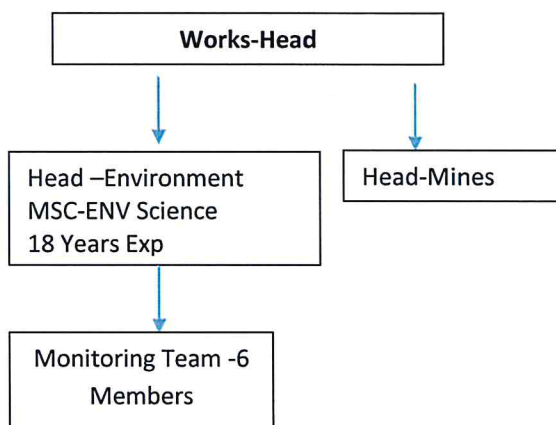 Works-Head
Head –Environment
MSC-ENV Science
18 Years Exp
Head-Mines
Monitoring Team -6
Members